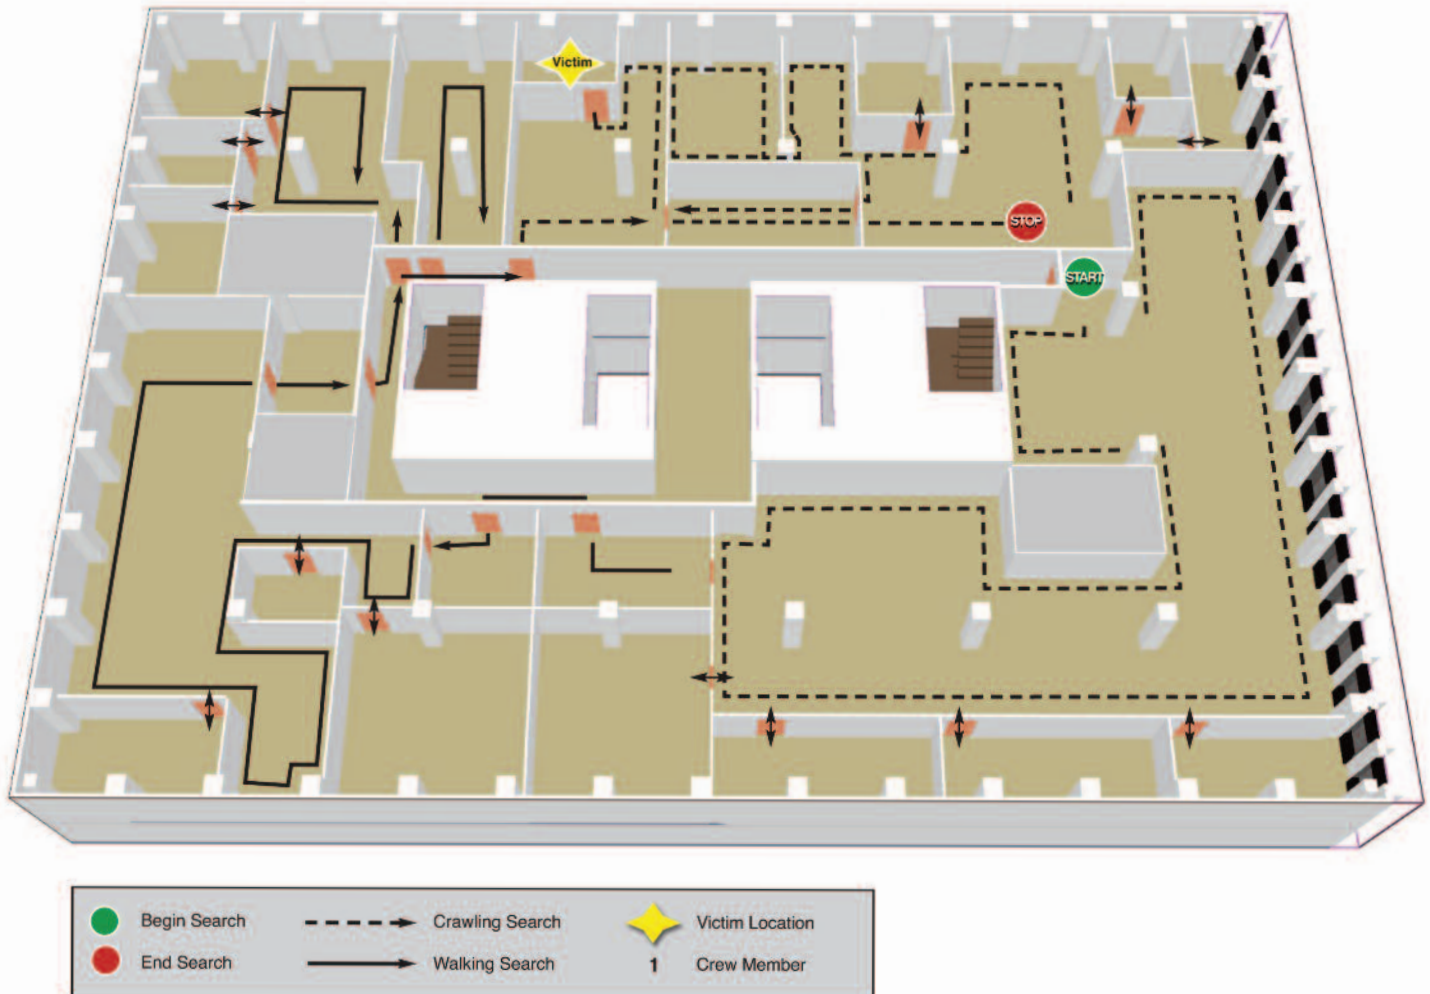 Victim
STOP
START
Begin Search
Crawling Search
Victim Location
End Search
Walking Search
1
Crew Member